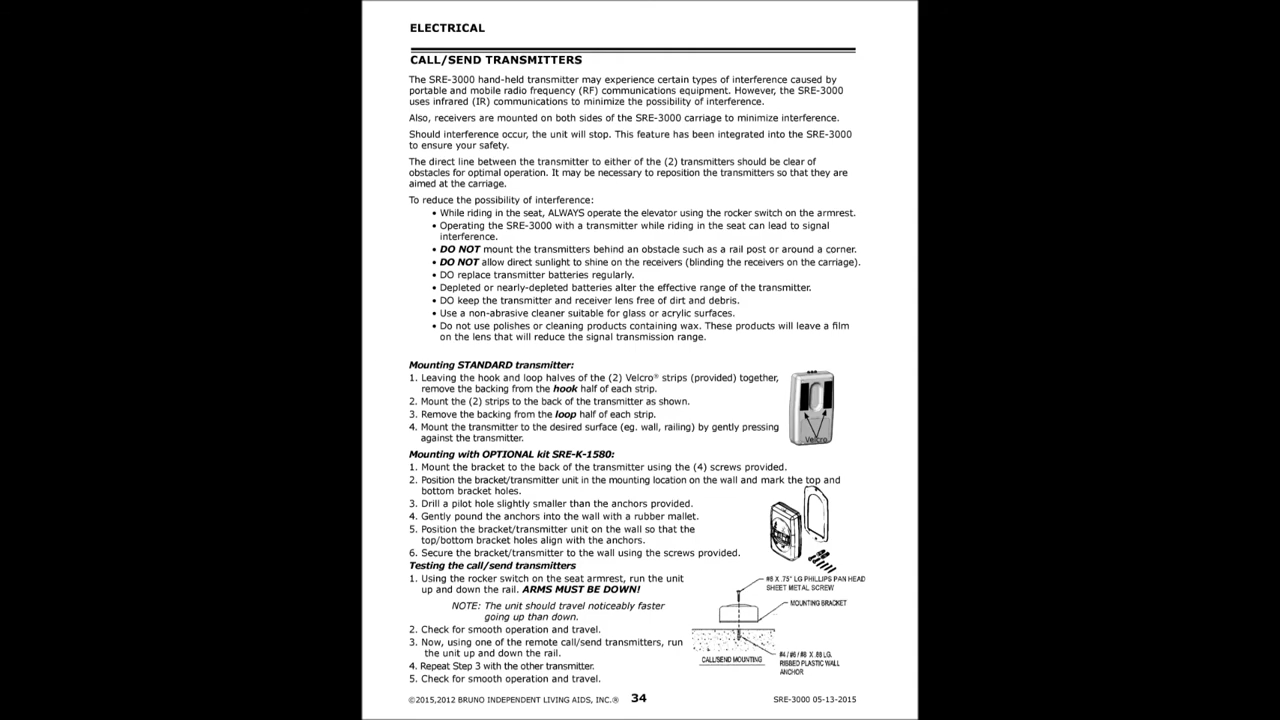 ELECTRICAL
CALL/SEND TRANSMITTERS
The SRE-3000 hand-held transmitter may experience certain types of interference caused by
portable and mobile radio frequency (RF) communications equipment. However, the SRE-3000
uses infrared (IR) communications to minimize the possibility of interference.
Also, receivers are mounted on both sides of the SRE-3000 carriage to minimize interference.
Should interference occur, the unit will stop. This feature has been integrated into the SRE-3000
to ensure your safety.
The direct line between the transmitter to either of the (2) transmitters should be clear of
obstacles for optimal operation. It may be necessary to reposition the transmitters so that they are
aimed at the carriage.
To reduce the possibility of interference:
• While riding in the seat, ALWAYS operate the elevator using the rocker switch on the armrest.
• Operating the SRE-3000 with a transmitter while riding in the seat can lead to signal
interference.
• DO NOT mount the transmitters behind an obstacle such as a rail post or around a corner.
• DO NOT allow direct sunlight to shine on the receivers (blinding the receivers on the carriage).
• DO replace transmitter batteries regularly.
• Depleted or nearly-depleted batteries alter the effective range of the transmitter.
• DO keep the transmitter and receiver lens free of dirt and debris.
• Use a non-abrasive cleaner suitable for glass or acrylic surfaces.
• Do not use polishes or cleaning products containing wax. These products will leave a film
on the lens that will reduce the signal transmission range.
Mounting STANDARD transmitter:
1. Leaving the hook and loop halves of the (2) Velcro® strips (provided) together,
remove the backing from the hook half of each strip.
2. Mount the (2) strips to the back of the transmitter as shown.
3. Remove the backing from the loop half of each strip.
4. Mount the transmitter to the desired surface (eg. wall, railing) by gently pressing
against the transmitter.
Velcro
Mounting with OPTIONAL kit SRE-K-1580:
1. Mount the bracket to the back of the transmitter using the (4) screws provided.
2. Position the bracket/transmitter unit in the mounting location on the wall and mark the top and
bottom bracket holes.
3. Drill a pilot hole slightly smaller than the anchors provided.
4. Gently pound the anchors into the wall with a rubber mallet.
5. Position the bracket/transmitter unit on the wall so that the
top/bottom bracket holes align with the anchors.
6. Secure the bracket/transmitter to the wall using the screws provided.
Testing the call/send transmitters
1. Using the rocker switch on the seat armrest, run the unit
up and down the rail. ARMS MUST BE DOWN!
NOTE: The unit should travel noticeably faster
going up than down.
2. Check for smooth operation and travel.
3. Now, using one of the remote call/send transmitters, run
the unit up and down the rail.
4. Repeat Step 3 with the other transmitter.
5. Check for smooth operation and travel.
#6 X .75" LG PHILLIPS PAN HEAD
SHEET METAL SCREW
MOUNTING BRACKET
CALL/SEND MOUNTING
#4 / #6 / #8 X .88 LG.
RIBBED PLASTIC WALL
ANCHOR
©2015,2012 BRUNO INDEPENDENT LIVING AIDS, INC.® 34 SRE-3000 05-13-2015